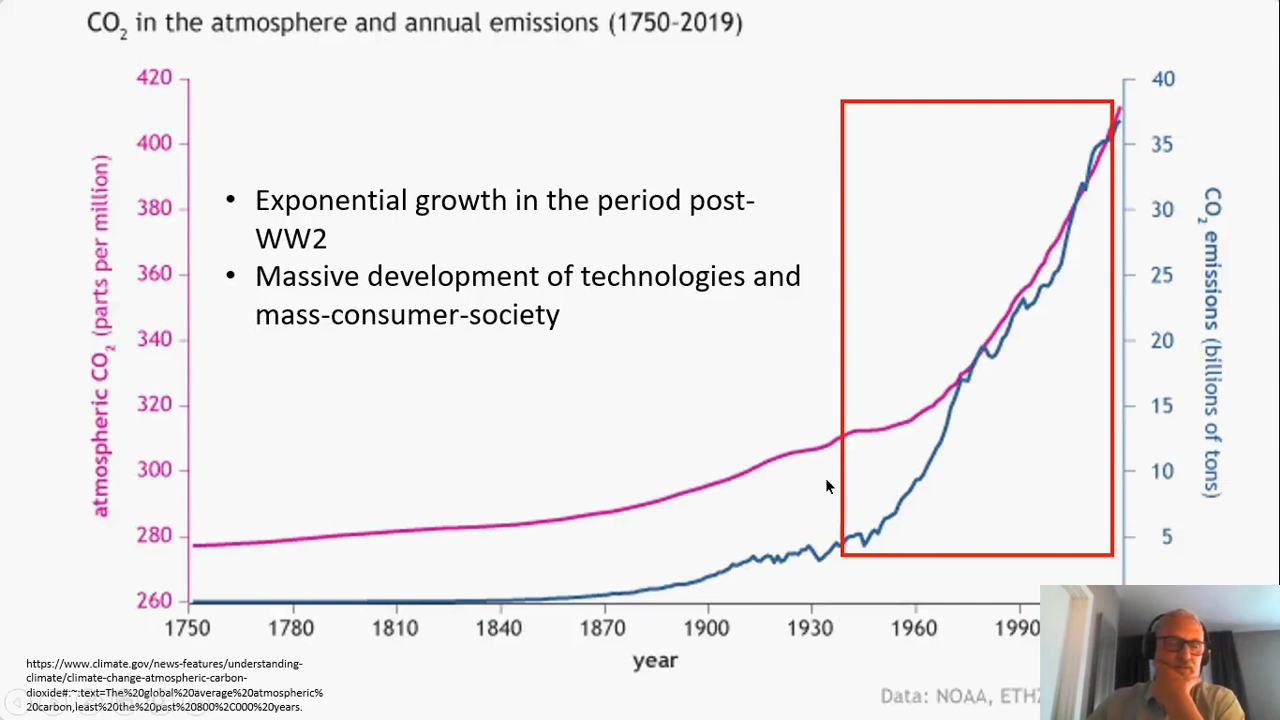 CO2 in the atmosphere and annual emissions (1750-2019)
420
400
380
360
340
320
300
280
260
atmospheric CO2 (parts per million)
• Exponential growth in the period post-
WW2
• Massive development of technologies and
mass-consumer-society
40
35
30
25
20
15
10
5
CO2 emissions (billions of tons)
1750
1780
1810
1840
1870
1900
1930
1960
1990
year
https://www.climate.gov/news-features/understanding-
climate/climate-change-atmospheric-carbon-
dioxide#:~:text=The%20global%20average%20atmospheric%
20carbon,least%20the%20past%20800%2C000%20years.
Data: NOAA,